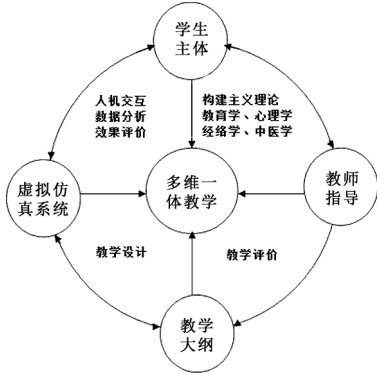 学生
主体
人机交互
数据分析
效果评价
构建主义理论
教育学、心理学
经络学、中医学
虚拟仿
真系统
多维一
体教学
教师
指导
教学设计
教学评价
教学
大纲